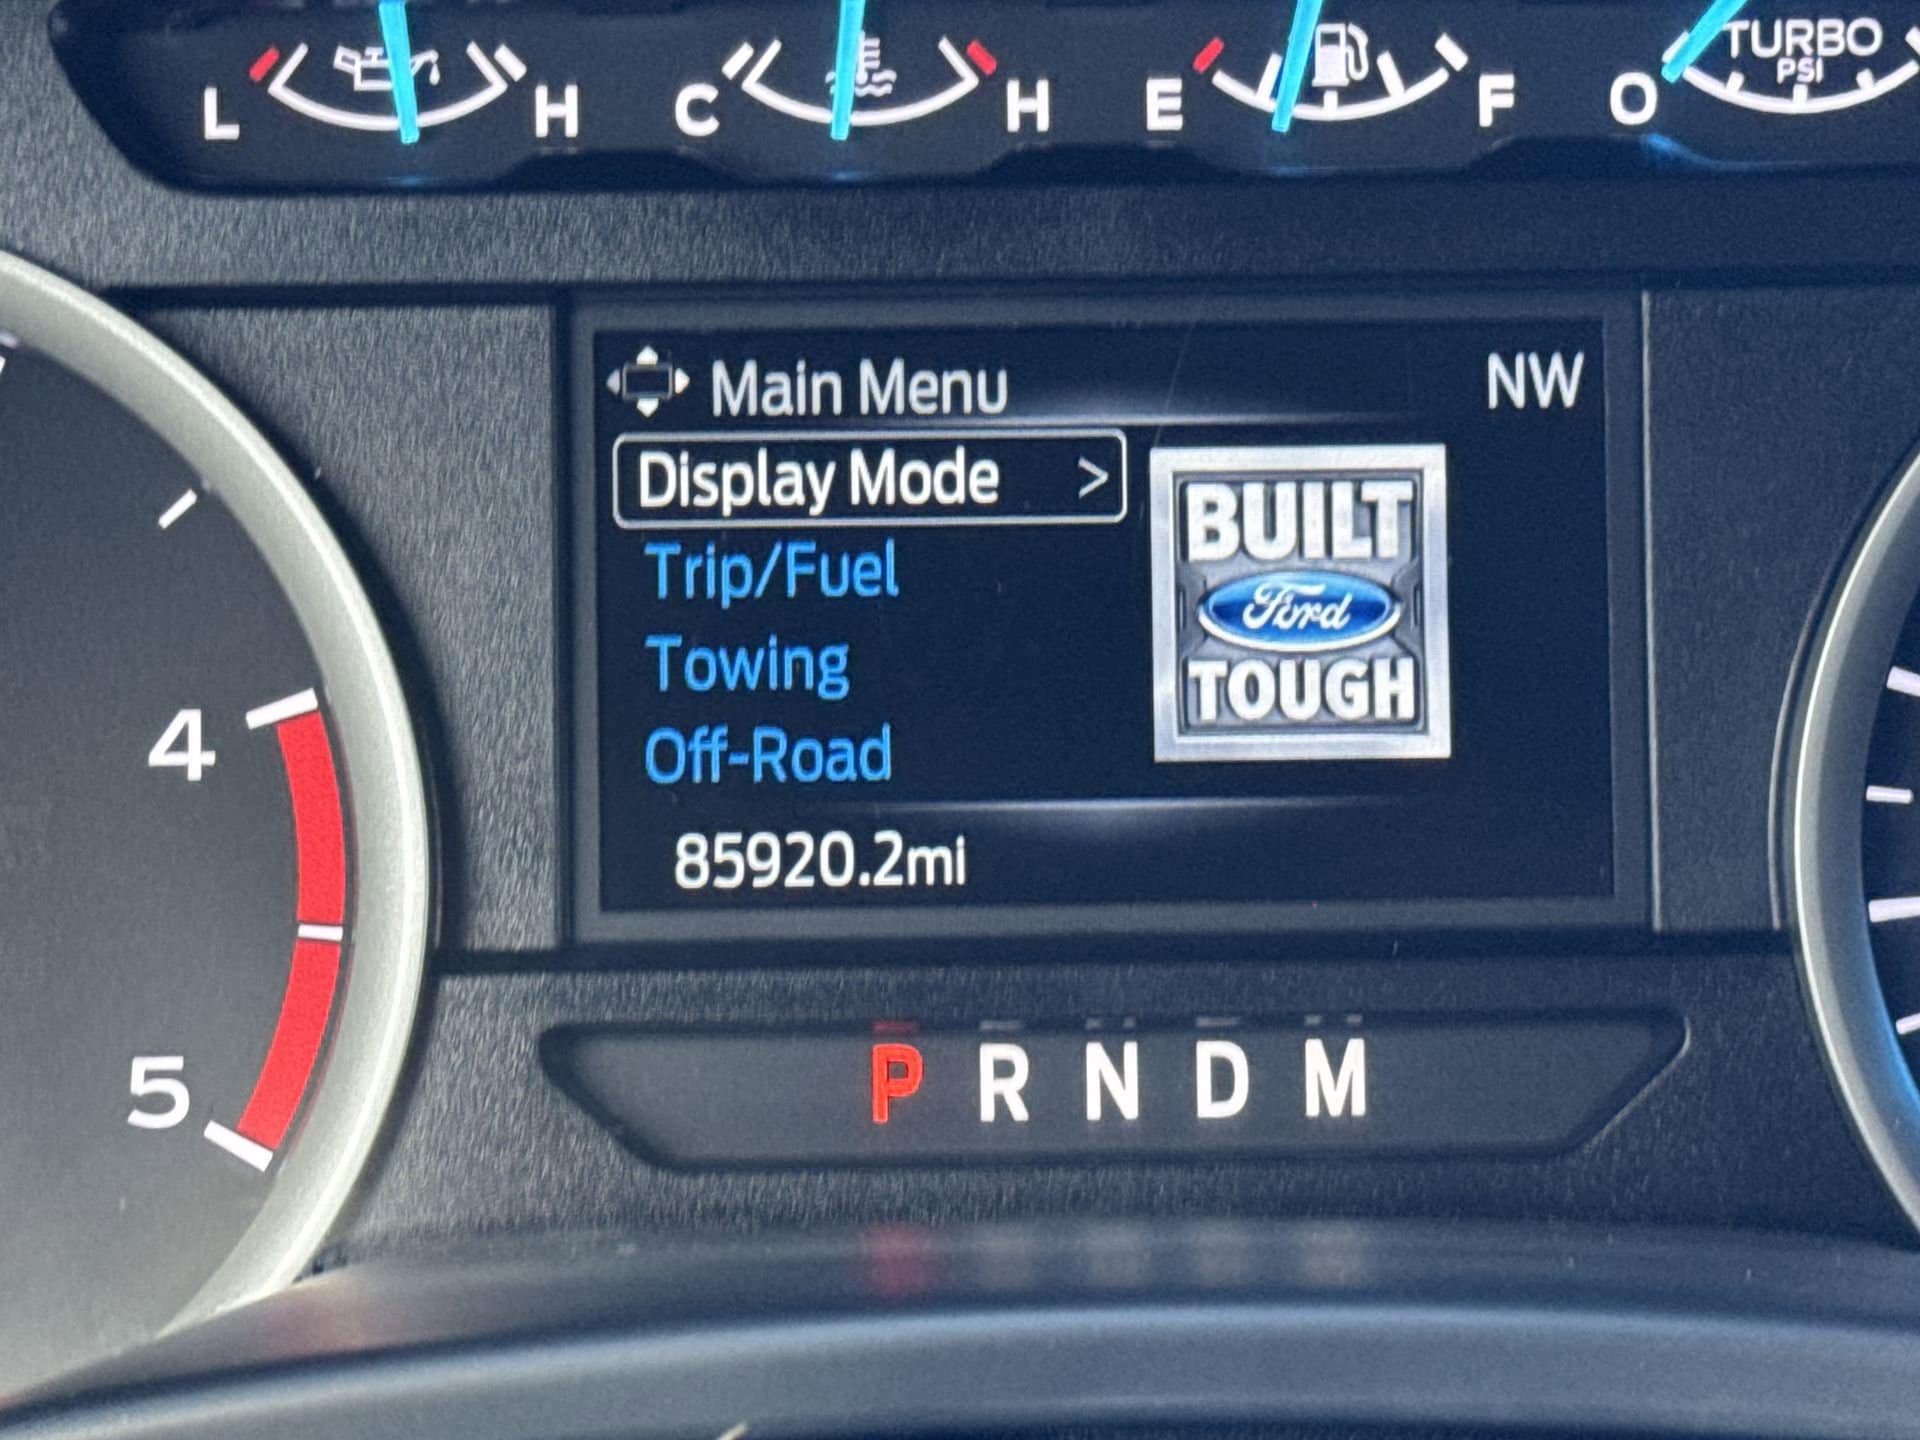 L H C H E F O TURBO
PSI
Main Menu NW
Display Mode >
Trip/Fuel
Towing
Off-Road
BUILT
Ford
TOUGH
85920.2mi
4
5
P R N D M